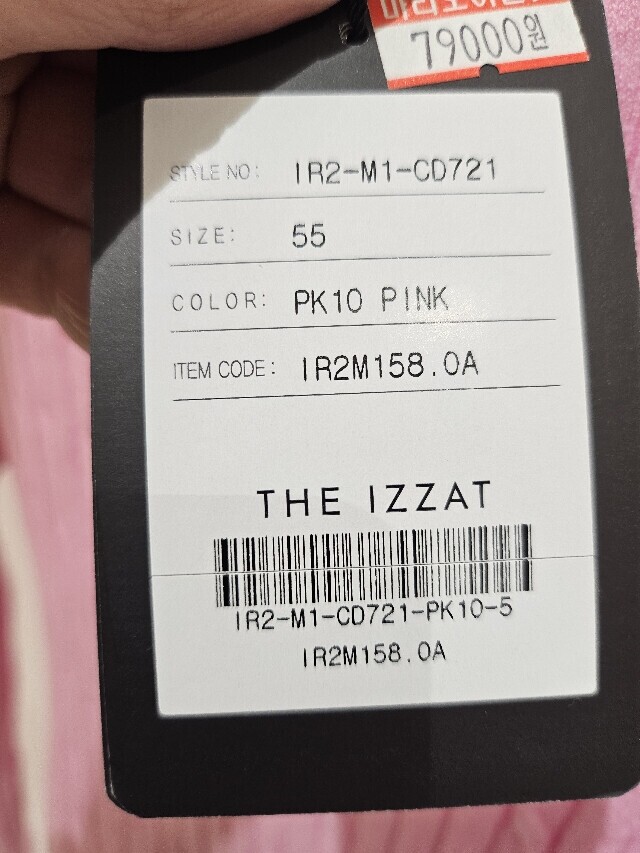 79000원
STYLE NO: IR2-M1-CD721
SIZE: 55
COLOR: PK10 PINK
ITEM CODE: IR2M158.0A
THE IZZAT
IR2-M1-CD721-PK10-5
IR2M158.0A